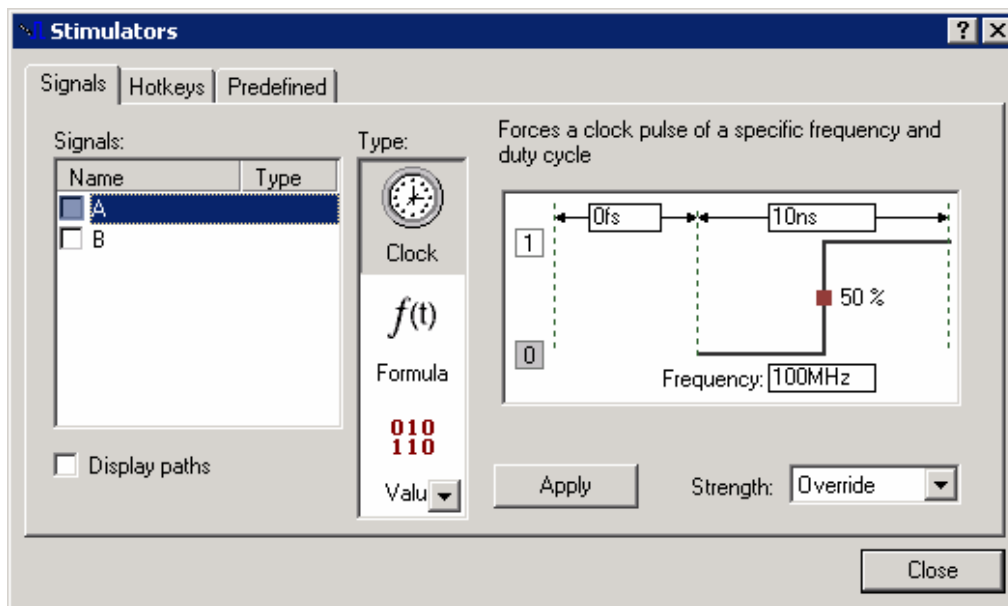 Stimulators
Signals Hotkeys Predefined
Signals:
Name Type
A
B
Display paths
Type:
Clock
f(t)
Formula
010
110
Valu
Forces a clock pulse of a specific frequency and
duty cycle
0fs 10ns
1
50 %
0
Frequency: 100MHz
Apply Strength: Override
Close